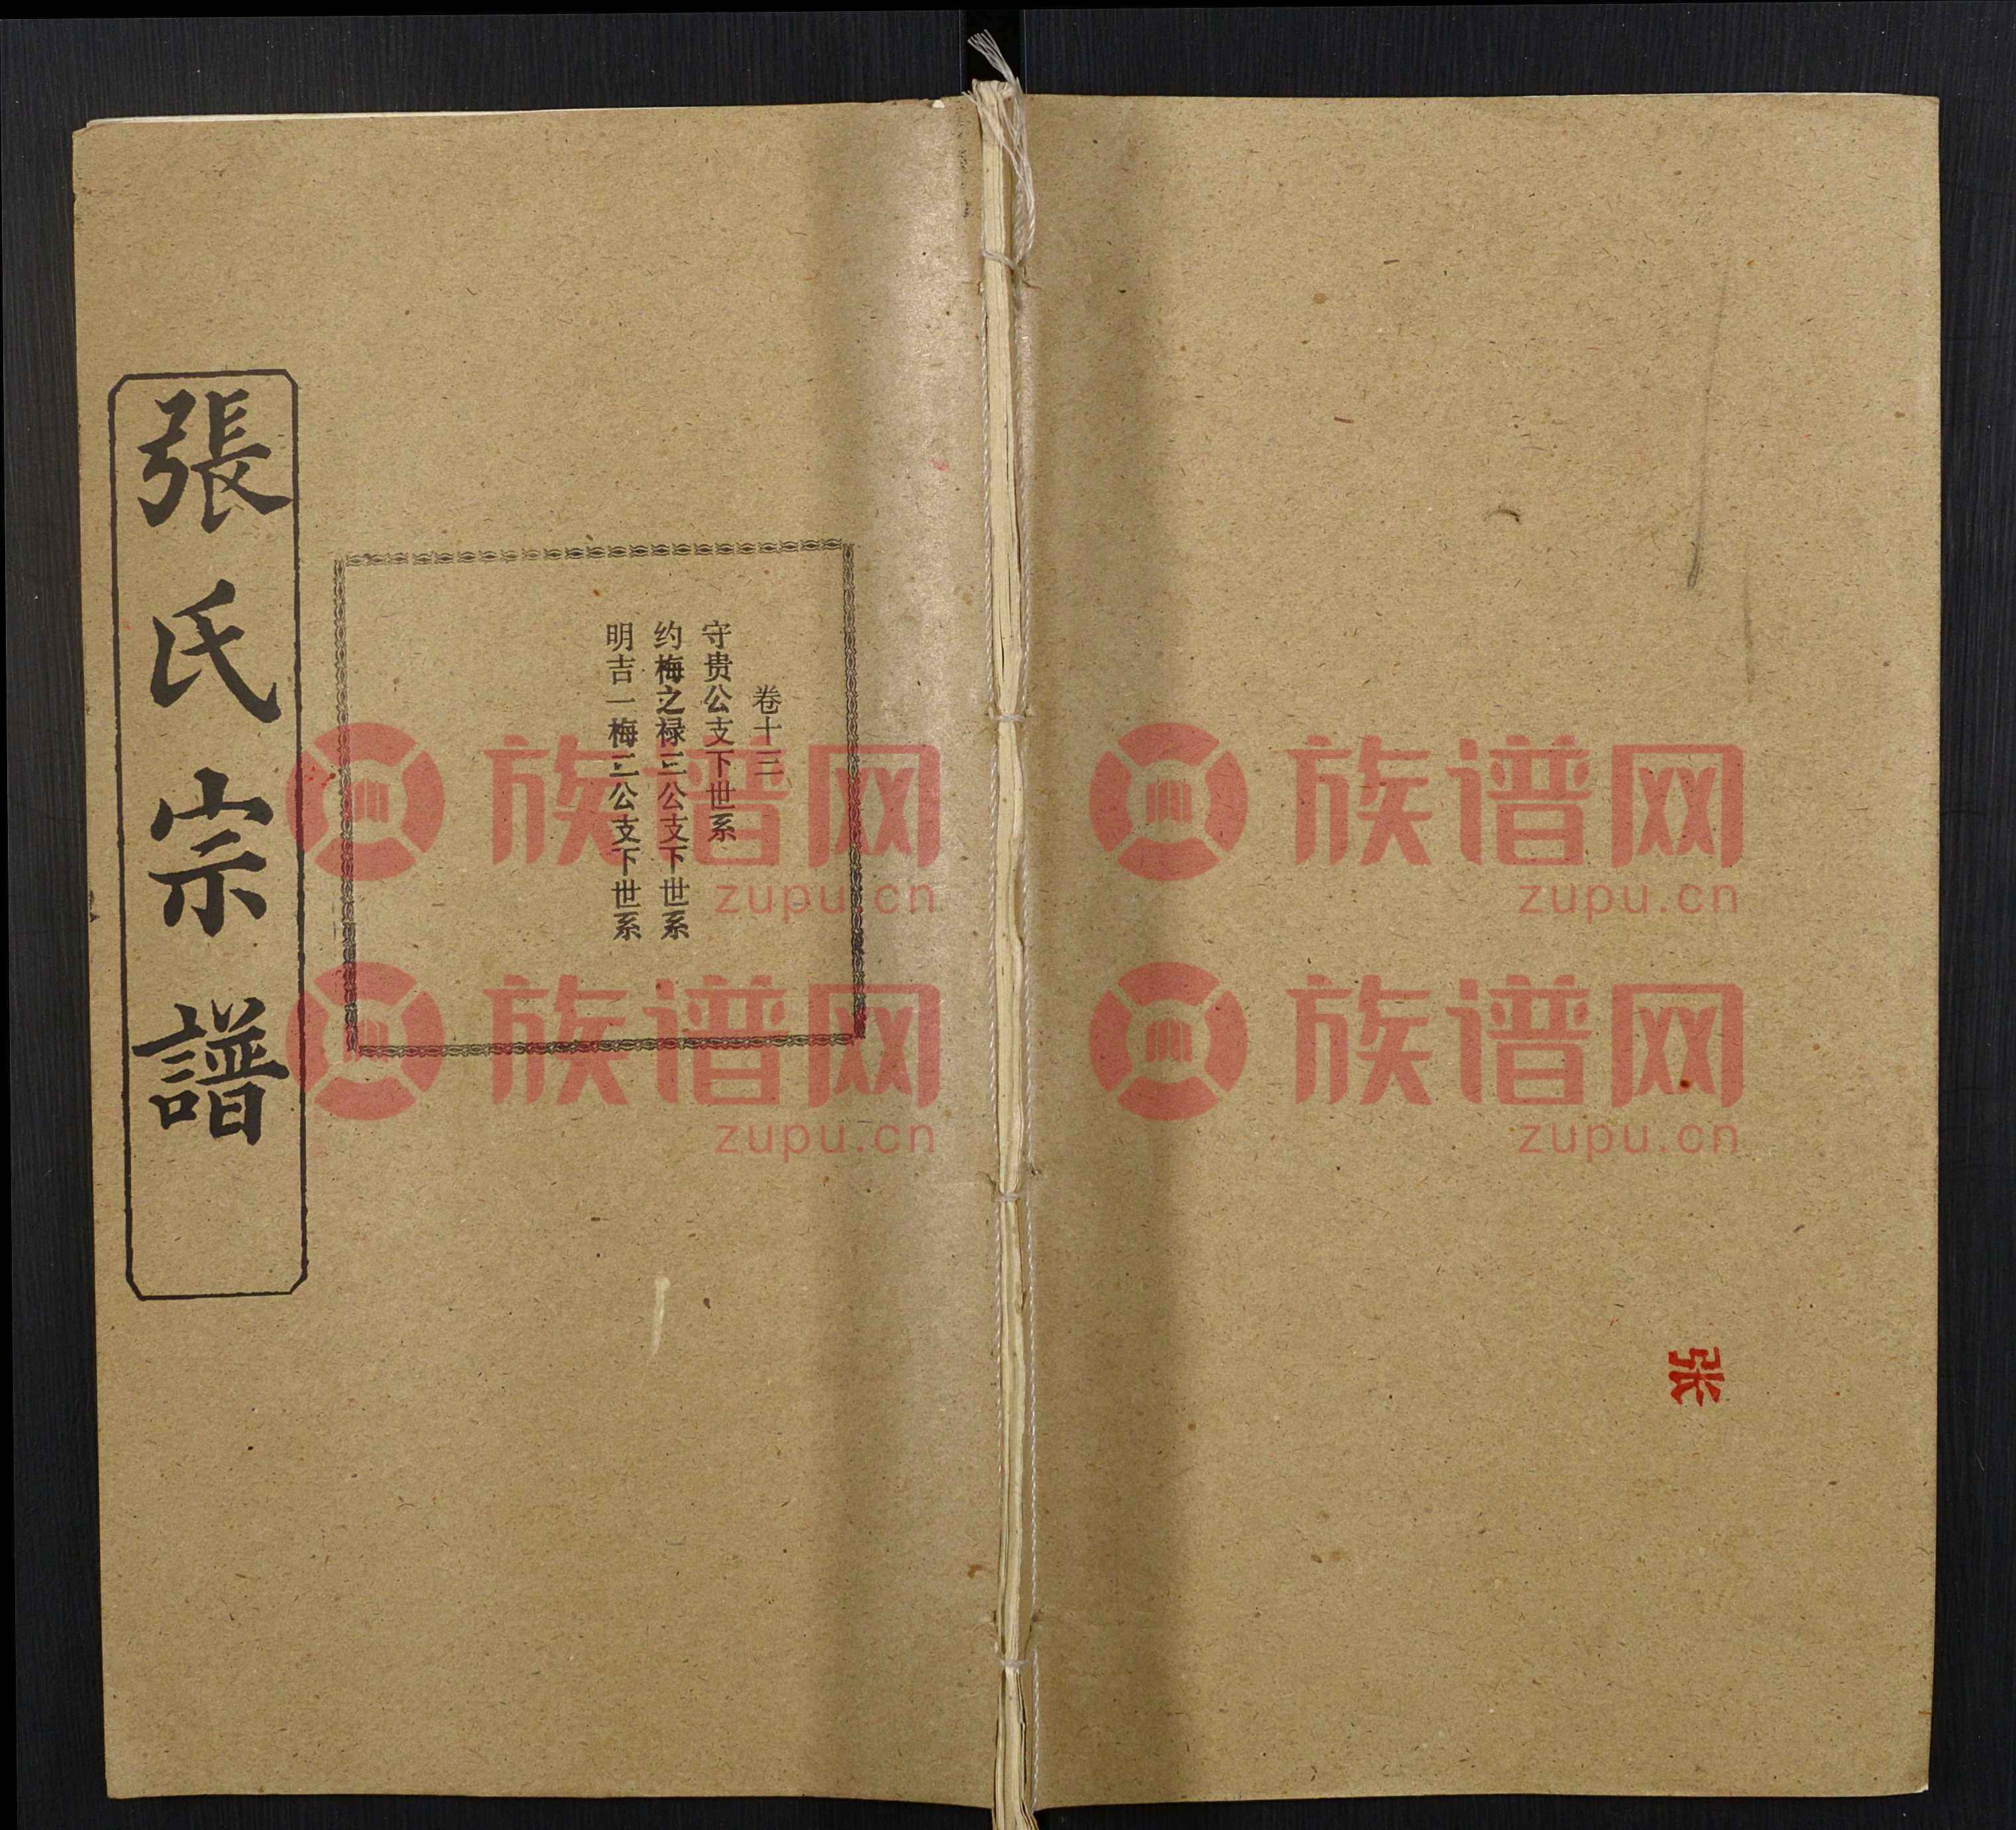 卷十三
守贵公支下世系
约梅之禄三公支下世系
明吉一梅二公支下世系
張氏宗譜
族谱网
zupu.cn
族谱网
zupu.cn
族谱网
zupu.cn
族谱网
zupu.cn